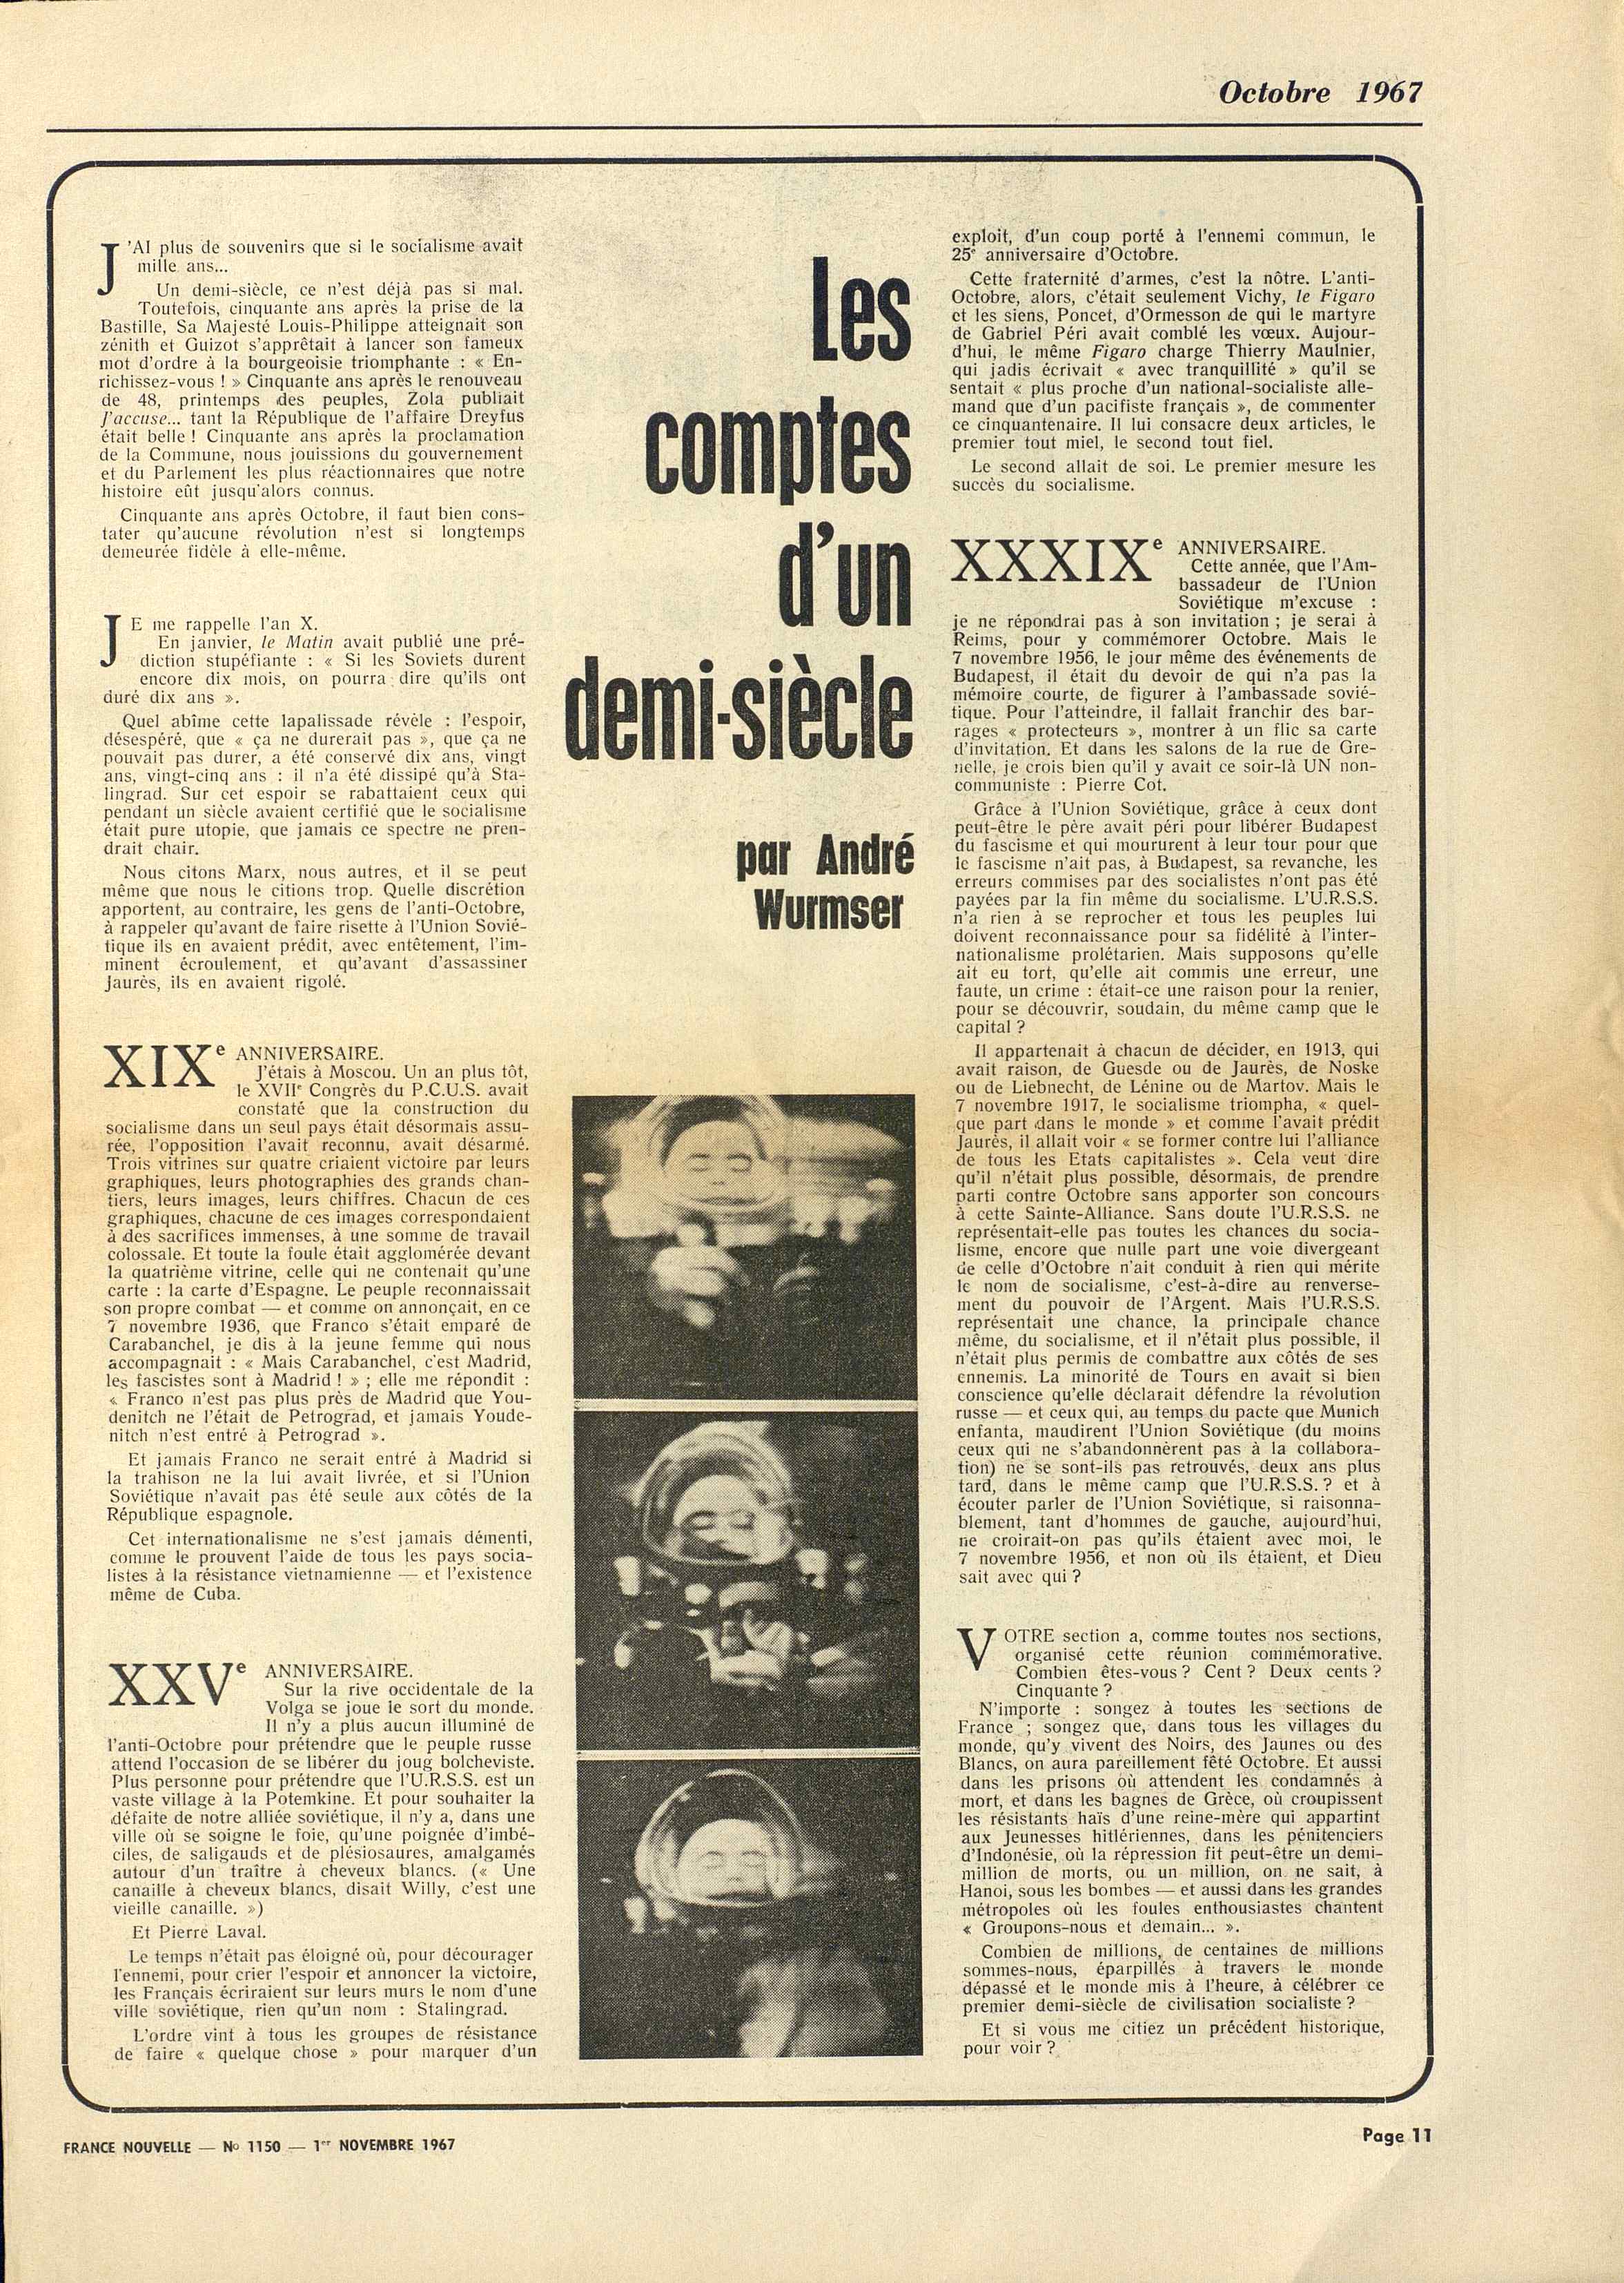 Octobre 1967
J'AI plus de souvenirs que si le socialisme avait
mille ans...
Un demi-siècle, ce n'est déjà pas si mal.
Toutefois, cinquante ans après la prise de la
Bastille, Sa Majesté Louis-Philippe atteignait son
zénith et Guizot s'apprêtait à lancer son fameux
mot d'ordre à la bourgeoisie triomphante : « En-
richissez-vous ! » Cinquante ans après le renouveau
de 48, printemps des peuples, Zola publiait
J'accuse... tant la République de l'affaire Dreyfus
était belle ! Cinquante ans après la proclamation
de la Commune, nous jouissions du gouvernement
et du Parlement les plus réactionnaires que notre
histoire eût jusqu'alors connus.
Cinquante ans après Octobre, il faut bien cons-
tater qu'aucune révolution n'est si longtemps
demeurée fidèle à elle-même.
JE me rappelle l'an X.
En janvier, le Matin avait publié une pré-
diction stupéfiante : « Si les Soviets durent
encore dix mois, on pourra dire qu'ils ont
duré dix ans ».
Quel abîme cette lapalissade révèle : l'espoir,
désespéré, que « ça ne durerait pas », que ça ne
pouvait pas durer, a été conservé dix ans, vingt
ans, vingt-cinq ans : il n'a été dissipé qu'à Sta-
lingrad. Sur cet espoir se rabattaient ceux qui
pendant un siècle avaient certifié que le socialisme
était pure utopie, que jamais ce spectre ne pren-
drait chair.
Nous citons Marx, nous autres, et il se peut
même que nous le citions trop. Quelle discrétion
apportent, au contraire, les gens de l'anti-Octobre,
à rappeler qu'avant de faire risette à l'Union Sovié-
tique ils en avaient prédit, avec entêtement, l'im-
minent écroulement, et qu'avant d'assassiner
Jaurès, ils en avaient rigolé.
XIXe ANNIVERSAIRE.
J'étais à Moscou. Un an plus tôt,
le XVIIe Congrès du P.C.U.S. avait
constaté que la construction du
socialisme dans un seul pays était désormais assu-
rée, l'opposition l'avait reconnu, avait désarmé.
Trois vitrines sur quatre criaient victoire par leurs
graphiques, leurs photographies des grands chan-
tiers, leurs images, leurs chiffres. Chacun de ces
graphiques, chacune de ces images correspondaient
à des sacrifices immenses, à une somme de travail
colossale. Et toute la foule était agglomérée devant
la quatrième vitrine, celle qui ne contenait qu'une
carte : la carte d'Espagne. Le peuple reconnaissait
son propre combat — et comme on annonçait, en ce
7 novembre 1936, que Franco s'était emparé de
Carabanchel, je dis à la jeune femme qui nous
accompagnait : « Mais Carabanchel, c'est Madrid,
les fascistes sont à Madrid ! » ; elle me répondit :
« Franco n'est pas plus près de Madrid que You-
denitch ne l'était de Petrograd, et jamais Youde-
nitch n'est entré à Petrograd ».
Et jamais Franco ne serait entré à Madrid si
la trahison ne la lui avait livrée, et si l'Union
Soviétique n'avait pas été seule aux côtés de la
République espagnole.
Cet internationalisme ne s'est jamais démenti,
comme le prouvent l'aide de tous les pays socia-
listes à la résistance vietnamienne — et l'existence
même de Cuba.
XXVe ANNIVERSAIRE.
Sur la rive occidentale de la
Volga se joue le sort du monde.
Il n'y a plus aucun illuminé de
l'anti-Octobre pour prétendre que le peuple russe
attend l'occasion de se libérer du joug bolcheviste.
Plus personne pour prétendre que l'U.R.S.S. est un
vaste village à la Potemkine. Et pour souhaiter la
défaite de notre alliée soviétique, il n'y a, dans une
ville où se soigne le foie, qu'une poignée d'imbé-
ciles, de saligauds et de plésiosaures, amalgamés
autour d'un traître à cheveux blancs. (« Une
canaille à cheveux blancs, disait Willy, c'est une
vieille canaille. »)
Et Pierre Laval.
Le temps n'était pas éloigné où, pour décourager
l'ennemi, pour crier l'espoir et annoncer la victoire,
les Français écriraient sur leurs murs le nom d'une
ville soviétique, rien qu'un nom : Stalingrad.
L'ordre vint à tous les groupes de résistance
de faire « quelque chose » pour marquer d'un
Les
comptes
d'un
demi-siècle
par André
Wurmser
exploit, d'un coup porté à l'ennemi commun, le
25e anniversaire d'Octobre.
Cette fraternité d'armes, c'est la nôtre. L'anti-
Octobre, alors, c'était seulement Vichy, le Figaro
et les siens, Poncet, d'Ormesson de qui le martyre
de Gabriel Péri avait comblé les vœux. Aujour-
d'hui, le même Figaro charge Thierry Maulnier,
qui jadis écrivait « avec tranquillité » qu'il se
sentait « plus proche d'un national-socialiste alle-
mand que d'un pacifiste français », de commenter
ce cinquantenaire. Il lui consacre deux articles, le
premier tout miel, le second tout fiel.
Le second allait de soi. Le premier mesure les
succès du socialisme.
XXXIXe ANNIVERSAIRE.
Cette année, que l'Am-
bassadeur de l'Union
Soviétique m'excuse :
je ne répondrai pas à son invitation ; je serai à
Reims, pour y commémorer Octobre. Mais le
7 novembre 1956, le jour même des événements de
Budapest, il était du devoir de qui n'a pas la
mémoire courte, de figurer à l'ambassade sovié-
tique. Pour l'atteindre, il fallait franchir des bar-
rages « protecteurs », montrer à un flic sa carte
d'invitation. Et dans les salons de la rue de Gre-
nelle, je crois bien qu'il y avait ce soir-là UN non-
communiste : Pierre Cot.
Grâce à l'Union Soviétique, grâce à ceux dont
peut-être le père avait péri pour libérer Budapest
du fascisme et qui moururent à leur tour pour que
le fascisme n'ait pas, à Budapest, sa revanche, les
erreurs commises par des socialistes n'ont pas été
payées par la fin même du socialisme. L'U.R.S.S.
n'a rien à se reprocher et tous les peuples lui
doivent reconnaissance pour sa fidélité à l'inter-
nationalisme prolétarien. Mais supposons qu'elle
ait eu tort, qu'elle ait commis une erreur, une
faute, un crime : était-ce une raison pour la renier,
pour se découvrir, soudain, du même camp que le
capital ?
Il appartenait à chacun de décider, en 1913, qui
avait raison, de Guesde ou de Jaurès, de Noske
ou de Liebnecht, de Lénine ou de Martov. Mais le
7 novembre 1917, le socialisme triompha, « quel-
que part dans le monde » et comme l'avait prédit
Jaurès, il allait voir « se former contre lui l'alliance
de tous les Etats capitalistes ». Cela veut dire
qu'il n'était plus possible, désormais, de prendre
parti contre Octobre sans apporter son concours
à cette Sainte-Alliance. Sans doute l'U.R.S.S. ne
représentait-elle pas toutes les chances du socia-
lisme, encore que nulle part une voie divergeant
de celle d'Octobre n'ait conduit à rien qui mérite
le nom de socialisme, c'est-à-dire au renverse-
ment du pouvoir de l'Argent. Mais l'U.R.S.S.
représentait une chance, la principale chance
même, du socialisme, et il n'était plus possible, il
n'était plus permis de combattre aux côtés de ses
ennemis. La minorité de Tours en avait si bien
conscience qu'elle déclarait défendre la révolution
russe — et ceux qui, au temps du pacte que Munich
enfanta, maudirent l'Union Soviétique (du moins
ceux qui ne s'abandonnèrent pas à la collabora-
tion) ne se sont-ils pas retrouvés, deux ans plus
tard, dans le même camp que l'U.R.S.S. ? et à
écouter parler de l'Union Soviétique, si raisonna-
blement, tant d'hommes de gauche, aujourd'hui,
ne croirait-on pas qu'ils étaient avec moi, le
7 novembre 1956, et non où ils étaient, et Dieu
sait avec qui ?
VOTRE section a, comme toutes nos sections,
organisé cette réunion commémorative.
Combien êtes-vous ? Cent ? Deux cents ?
Cinquante ?
N'importe : songez à toutes les sections de
France ; songez que, dans tous les villages du
monde, qu'y vivent des Noirs, des Jaunes ou des
Blancs, on aura pareillement fêté Octobre. Et aussi
dans les prisons où attendent les condamnés à
mort, et dans les bagnes de Grèce, où croupissent
les résistants haïs d'une reine-mère qui appartint
aux Jeunesses hitlériennes, dans les pénitenciers
d'Indonésie, où la répression fit peut-être un demi-
million de morts, ou un million, on ne sait, à
Hanoi, sous les bombes — et aussi dans les grandes
métropoles où les foules enthousiastes chantent
« Groupons-nous et demain... ».
Combien de millions, de centaines de millions
sommes-nous, éparpillés à travers le monde
dépassé et le monde mis à l'heure, à célébrer ce
premier demi-siècle de civilisation socialiste ?
Et si vous me citiez un précédent historique,
pour voir ?
FRANCE NOUVELLE — No 1150 — 1er NOVEMBRE 1967
Page 11